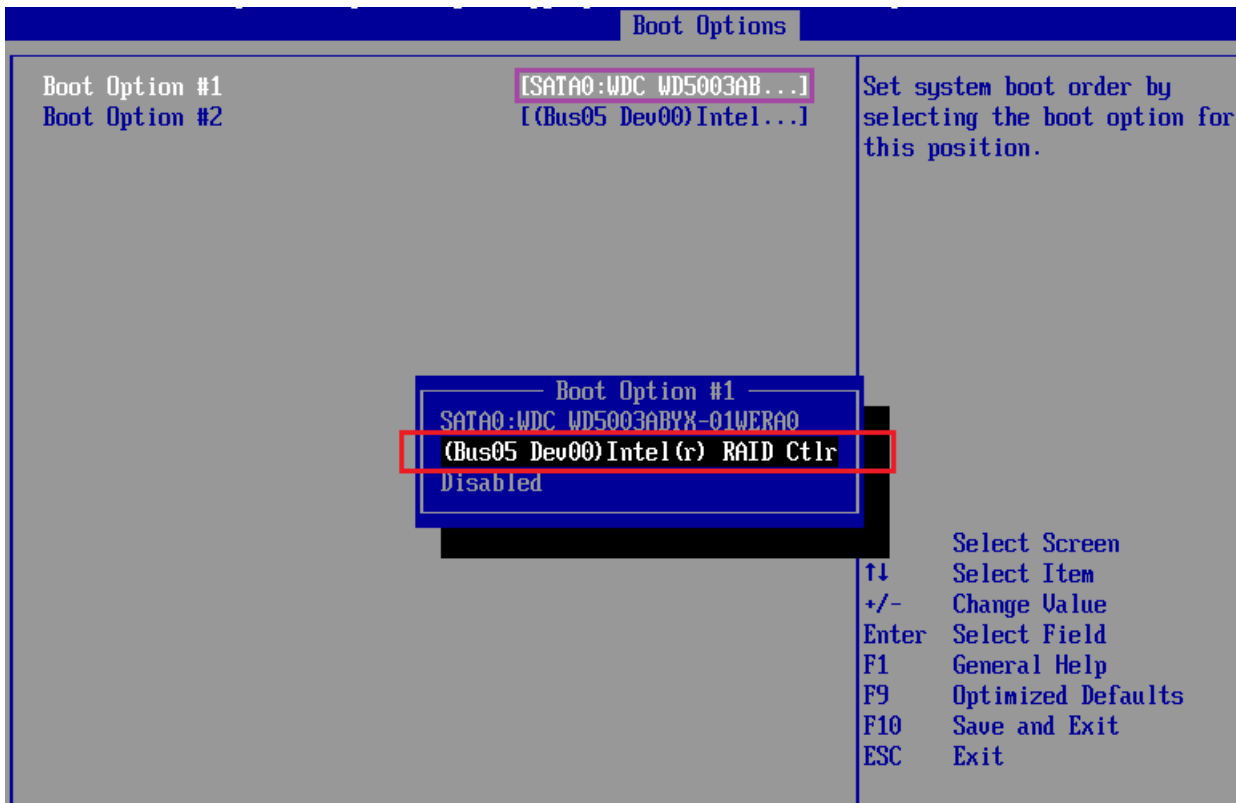 Boot Options
Boot Option #1 [SATA0:WDC WD5003AB...]
Boot Option #2 [(Bus05 Dev00)Intel...]
Set system boot order by
selecting the boot option for
this position.
Boot Option #1
SATA0:WDC WD5003ABYX-01WERA0
(Bus05 Dev00)Intel(r) RAID Ctlr
Disabled
Select Screen
↑↓ Select Item
+/- Change Value
Enter Select Field
F1 General Help
F9 Optimized Defaults
F10 Save and Exit
ESC Exit